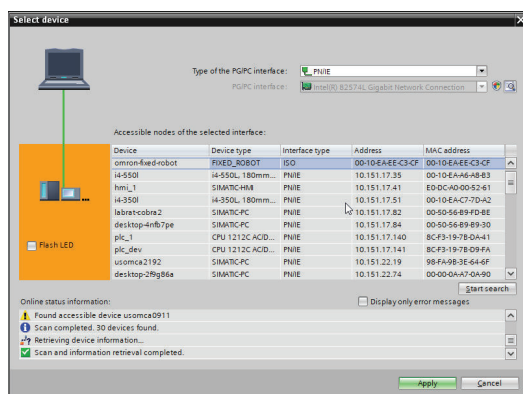 Select device
Type of the PG/PC interface: PN/IE
PG/PC interface: Intel(R) 82574L Gigabit Network Connection
Accessible nodes of the selected interface:
Device Device type Interface type Address MAC address
omron-fixed-robot FIXED_ROBOT ISO 00-10-EA-EE-C3-CF 00-10-EA-EE-C3-CF
i4-550l i4-550L, 180mm... PN/IE 10.151.17.35 00-10-EA-A6-A8-B3
hmi_1 SIMATIC-HMI PN/IE 10.151.17.41 E0-DC-A0-00-52-61
i4-350l i4-350L, 180mm... PN/IE 10.151.17.51 00-10-EA-C7-7D-A2
labrat-cobra2 SIMATIC-PC PN/IE 10.151.17.82 00-50-56-B9-FD-BE
desktop-4nfb7pe SIMATIC-PC PN/IE 10.151.17.84 00-50-56-B9-B9-30
plc_1 CPU 1212C AC/D... PN/IE 10.151.17.140 8C-F3-19-7B-DA-41
plc_dev CPU 1212C AC/D... PN/IE 10.151.17.141 8C-F3-19-7B-D9-FA
usomca2192 SIMATIC-PC PN/IE 10.151.22.19 98-FA-9B-3E-64-6F
desktop-2f9g86a SIMATIC-PC PN/IE 10.151.22.74 00-00-0A-A7-0A-90
Flash LED
Start search
Online status information:
Display only error messages
Found accessible device usomca0911
Scan completed. 30 devices found.
Retrieving device information...
Scan and information retrieval completed.
Apply Cancel